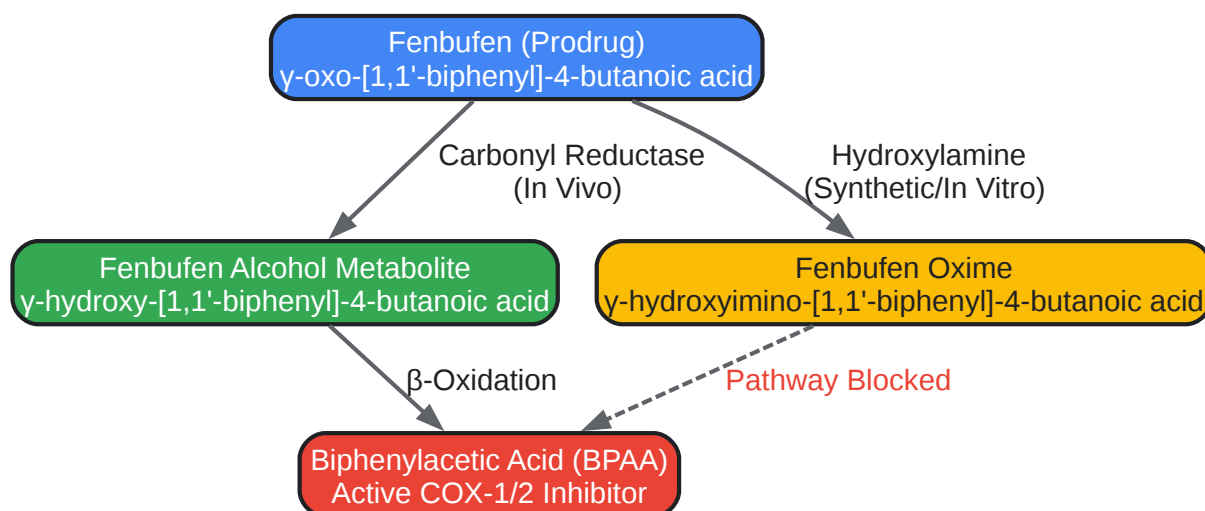 Fenbufen (Prodrug)
γ-oxo-[1,1'-biphenyl]-4-butanoic acid
Carbonyl Reductase
(In Vivo)
Hydroxylamine
(Synthetic/In Vitro)
Fenbufen Alcohol Metabolite
γ-hydroxy-[1,1'-biphenyl]-4-butanoic acid
Fenbufen Oxime
γ-hydroxyimino-[1,1'-biphenyl]-4-butanoic acid
β-Oxidation
Pathway Blocked
Biphenylacetic Acid (BPAA)
Active COX-1/2 Inhibitor